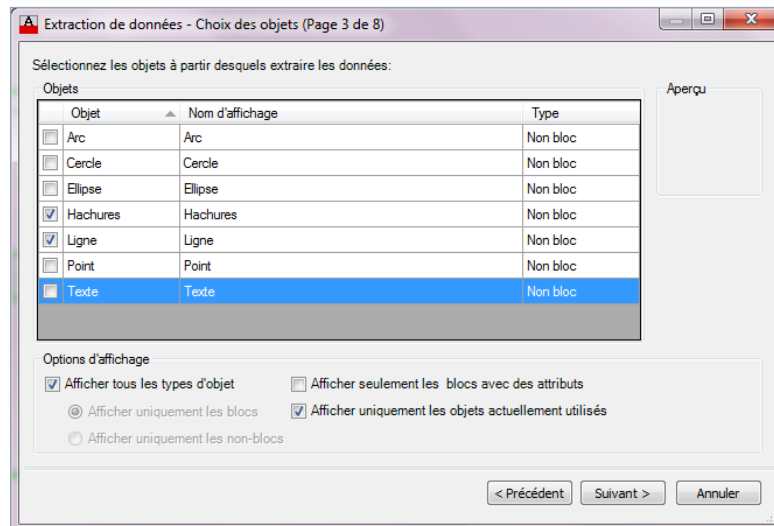 A Extraction de données - Choix des objets (Page 3 de 8)
Sélectionnez les objets à partir desquels extraire les données:
Objets
Aperçu
Objet Nom d'affichage Type
Arc Arc Non bloc
Cercle Cercle Non bloc
Ellipse Ellipse Non bloc
Hachures Hachures Non bloc
Ligne Ligne Non bloc
Point Point Non bloc
Texte Texte Non bloc
Options d'affichage
Afficher tous les types d'objet Afficher seulement les blocs avec des attributs
Afficher uniquement les blocs Afficher uniquement les objets actuellement utilisés
Afficher uniquement les non-blocs
< Précédent Suivant > Annuler